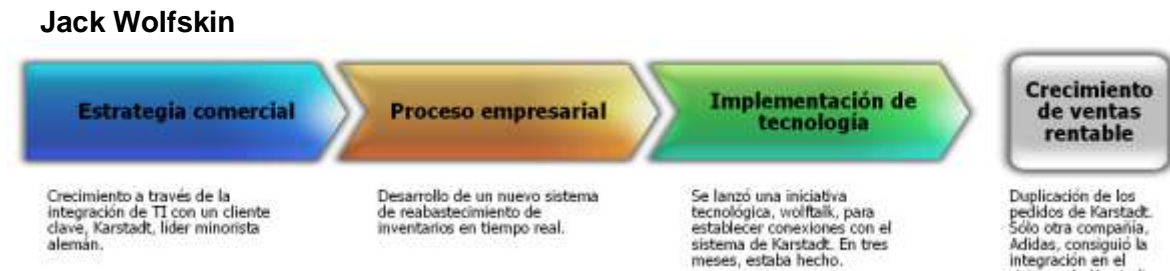 Jack Wolfskin
Estrategia comercial
Proceso empresarial
Implementación de
tecnología
Crecimiento
de ventas
rentable
Crecimiento a través de la
integración de TI con un cliente
clave, Karstadt, líder minorista
alemán.
Desarrollo de un nuevo sistema
de reabastecimiento de
inventarios en tiempo real.
Se lanzó una iniciativa
tecnológica, wolftalk, para
establecer conexiones con el
sistema de Karstadt. En tres
meses, estaba hecho.
Duplicación de los
pedidos de Karstadt.
Sólo otra compañía,
Adidas, consiguió la
integración en el